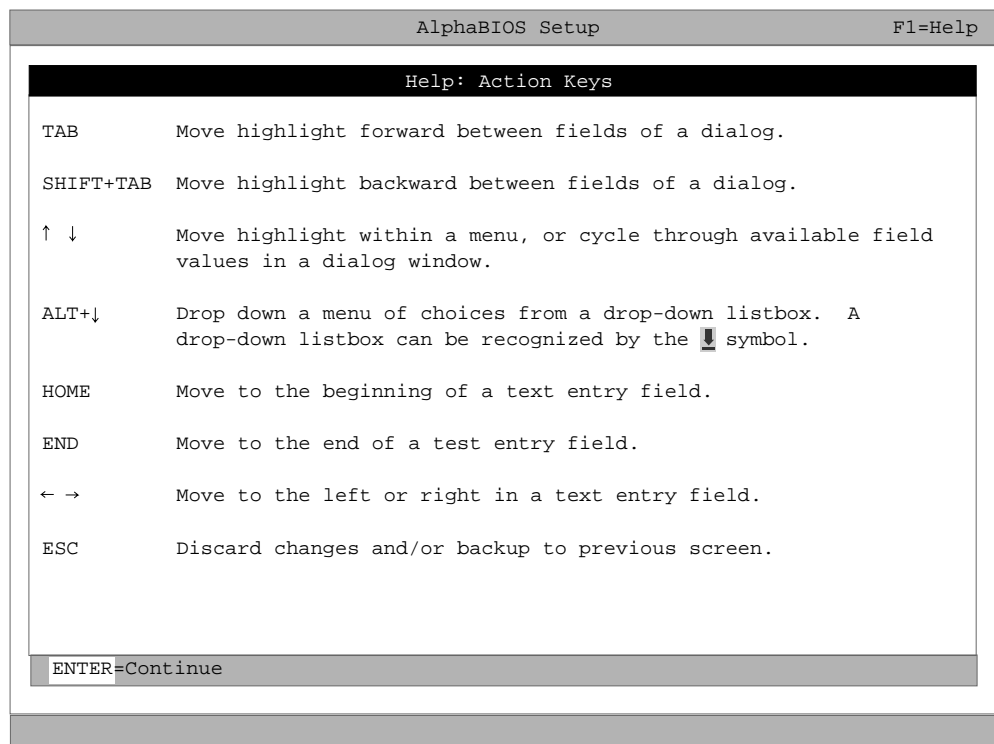 AlphaBIOS Setup F1=Help
Help: Action Keys
TAB Move highlight forward between fields of a dialog.
SHIFT+TAB Move highlight backward between fields of a dialog.
↑ ↓ Move highlight within a menu, or cycle through available field
values in a dialog window.
ALT+↓ Drop down a menu of choices from a drop-down listbox. A
drop-down listbox can be recognized by the ⬇ symbol.
HOME Move to the beginning of a text entry field.
END Move to the end of a test entry field.
← → Move to the left or right in a text entry field.
ESC Discard changes and/or backup to previous screen.
ENTER=Continue